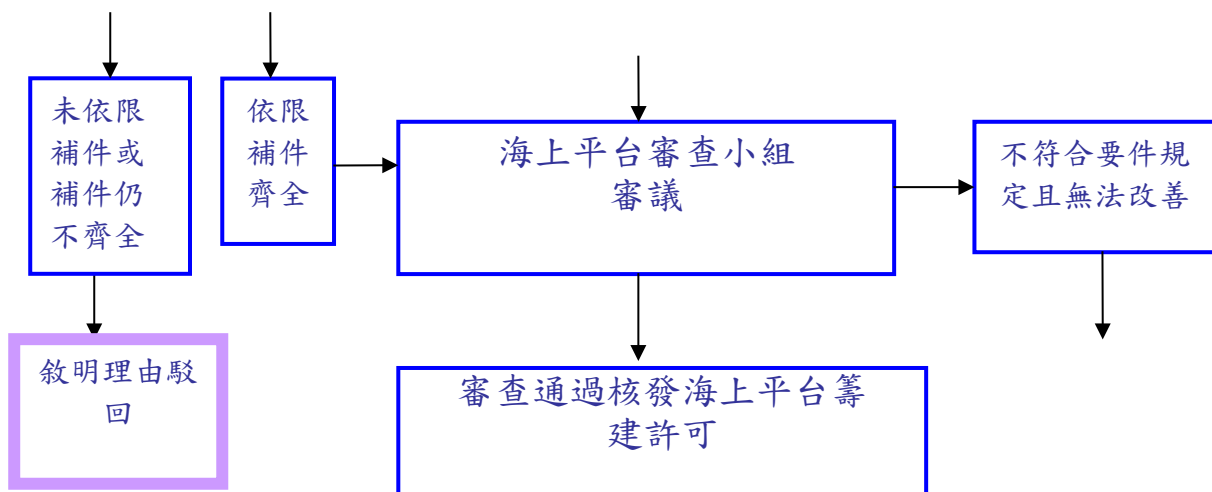 未依限
補件或
補件仍
不齊全
依限
補件
齊全
海上平台審查小組
審議
不符合要件規
定且無法改善
敘明理由駁
回
審查通過核發海上平台籌
建許可